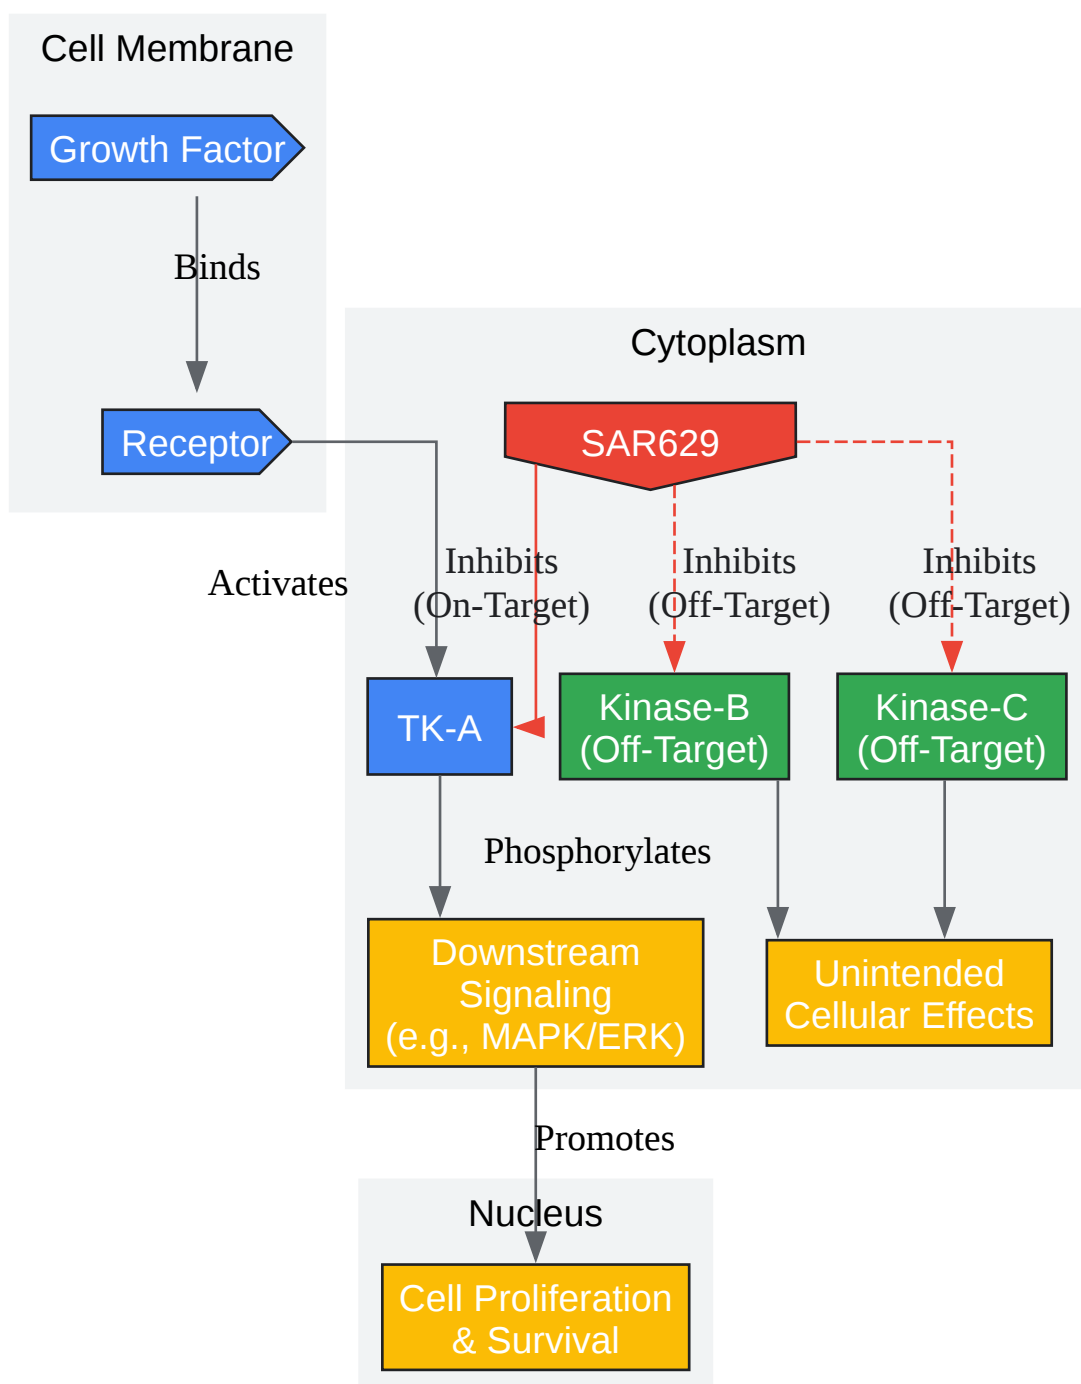 Cell Membrane
Growth Factor
Binds
Receptor
Activates
Cytoplasm
SAR629
Inhibits
(On-Target)
Inhibits
(Off-Target)
Inhibits
(Off-Target)
TK-A
Kinase-B
(Off-Target)
Kinase-C
(Off-Target)
Phosphorylates
Downstream
Signaling
(e.g., MAPK/ERK)
Unintended
Cellular Effects
Promotes
Nucleus
Cell Proliferation
& Survival